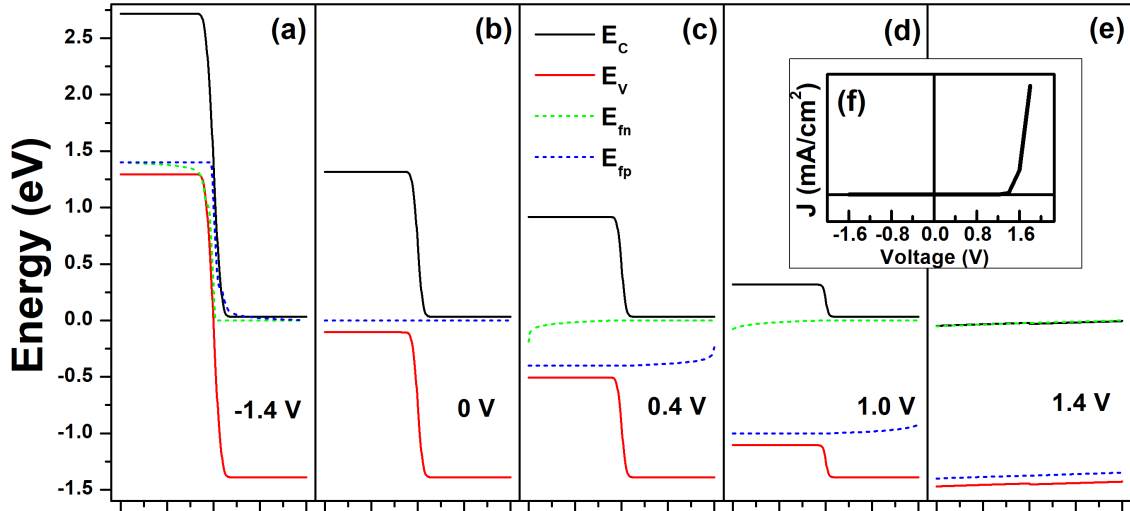 Energy (eV)
2.5
2.0
1.5
1.0
0.5
0.0
-0.5
-1.0
-1.5
(a)
-1.4 V
(b)
0 V
(c)
E_C
E_V
E_fn
E_fp
0.4 V
(d)
1.0 V
(e)
1.4 V
(f)
J (mA/cm²)
-1.6 -0.8 0.0 0.8 1.6
Voltage (V)